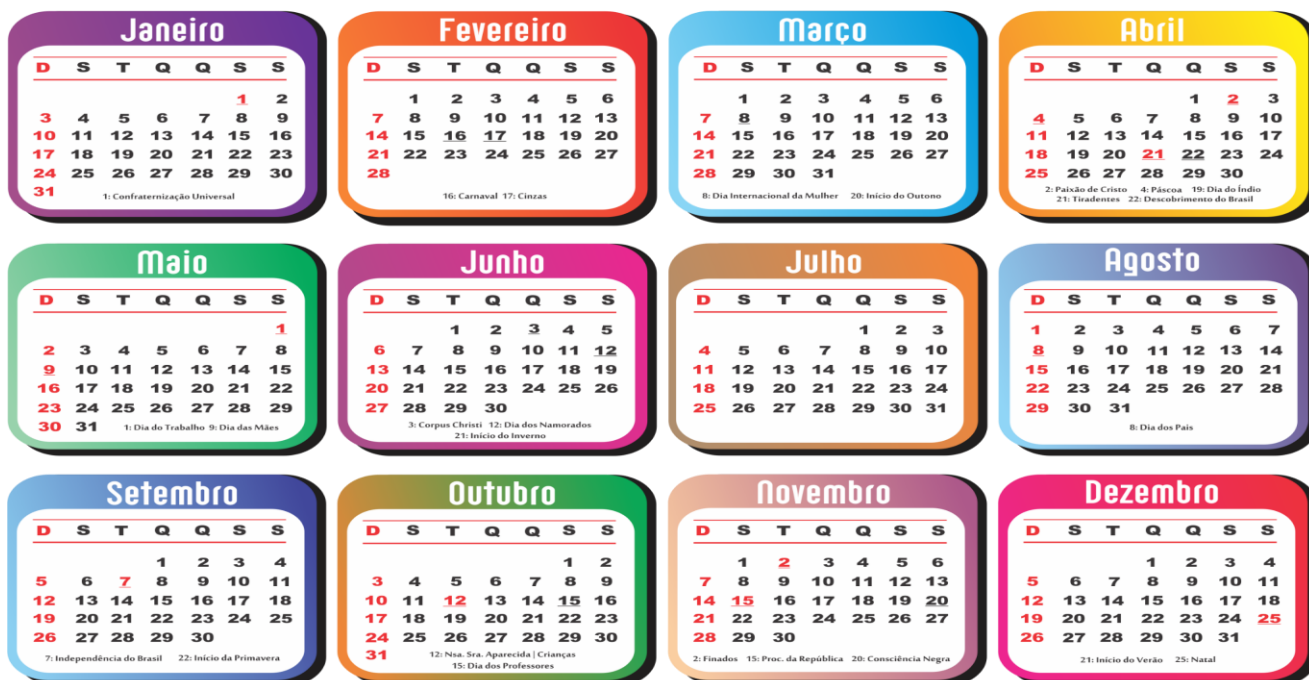 Janeiro
D S T Q Q S S
1 2
3 4 5 6 7 8 9
10 11 12 13 14 15 16
17 18 19 20 21 22 23
24 25 26 27 28 29 30
31
1: Confraternização Universal
Fevereiro
D S T Q Q S S
1 2 3 4 5 6
7 8 9 10 11 12 13
14 15 16 17 18 19 20
21 22 23 24 25 26 27
28
16: Carnaval 17: Cinzas
Março
D S T Q Q S S
1 2 3 4 5 6
7 8 9 10 11 12 13
14 15 16 17 18 19 20
21 22 23 24 25 26 27
28 29 30 31
8: Dia Internacional da Mulher 20: Início do Outono
Abril
D S T Q Q S S
1 2 3
4 5 6 7 8 9 10
11 12 13 14 15 16 17
18 19 20 21 22 23 24
25 26 27 28 29 30
2: Paixão de Cristo 4: Páscoa 19: Dia do Índio
21: Tiradentes 22: Descobrimento do Brasil
Maio
D S T Q Q S S
1
2 3 4 5 6 7 8
9 10 11 12 13 14 15
16 17 18 19 20 21 22
23 24 25 26 27 28 29
30 31
1: Dia do Trabalho 9: Dia das Mães
Junho
D S T Q Q S S
1 2 3 4 5
6 7 8 9 10 11 12
13 14 15 16 17 18 19
20 21 22 23 24 25 26
27 28 29 30
3: Corpus Christi 12: Dia dos Namorados
21: Início do Inverno
Julho
D S T Q Q S S
1 2 3
4 5 6 7 8 9 10
11 12 13 14 15 16 17
18 19 20 21 22 23 24
25 26 27 28 29 30 31
Agosto
D S T Q Q S S
1 2 3 4 5 6 7
8 9 10 11 12 13 14
15 16 17 18 19 20 21
22 23 24 25 26 27 28
29 30 31
8: Dia dos Pais
Setembro
D S T Q Q S S
1 2 3 4
5 6 7 8 9 10 11
12 13 14 15 16 17 18
19 20 21 22 23 24 25
26 27 28 29 30
7: Independência do Brasil 22: Início da Primavera
Outubro
D S T Q Q S S
1 2
3 4 5 6 7 8 9
10 11 12 13 14 15 16
17 18 19 20 21 22 23
24 25 26 27 28 29 30
31
12: Nsa. Sra. Aparecida | Crianças
15: Dia dos Professores
Novembro
D S T Q Q S S
1 2 3 4 5 6
7 8 9 10 11 12 13
14 15 16 17 18 19 20
21 22 23 24 25 26 27
28 29 30
2: Finados 15: Proc. da República 20: Consciência Negra
Dezembro
D S T Q Q S S
1 2 3 4
5 6 7 8 9 10 11
12 13 14 15 16 17 18
19 20 21 22 23 24 25
26 27 28 29 30 31
21: Início do Verão 25: Natal